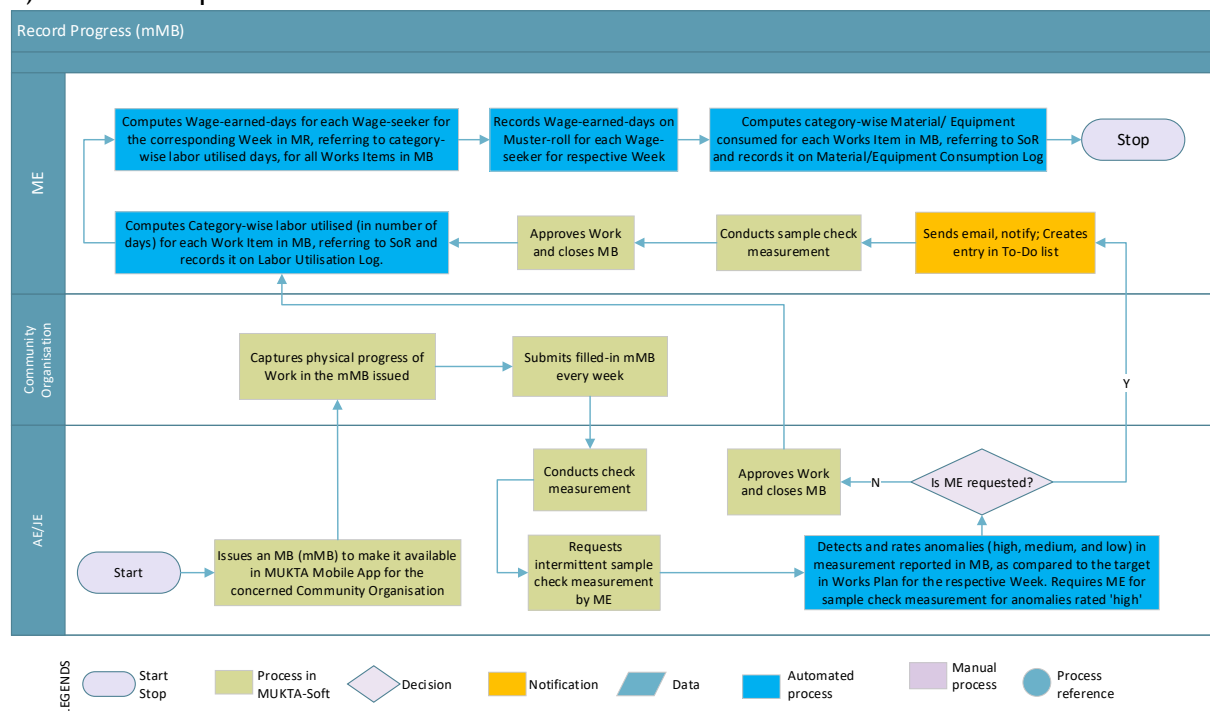 Record Progress (mMB)
ME
Computes Wage-earned-days for each Wage-seeker for
the corresponding Week in MR, referring to category-
wise labor utilised days, for all Works Items in MB
Records Wage-earned-days on
Muster-roll for each Wage-
seeker for respective Week
Computes category-wise Material/ Equipment
consumed for each Works Item in MB, referring to SoR
and records it on Material/Equipment Consumption Log
Stop
Computes Category-wise labor utilised (in number of
days) for each Work Item in MB, referring to SoR and
records it on Labor Utilisation Log.
Approves Work
and closes MB
Conducts sample check
measurement
Sends email, notify; Creates
entry in To-Do list
Community
Organisation
Captures physical progress of
Work in the mMB issued
Submits filled-in mMB
every week
Y
AE/JE
Conducts check
measurement
Approves Work
and closes MB
N
Is ME requested?
Start
Issues an MB (mMB) to make it available
in MUKTA Mobile App for the
concerned Community Organisation
Requests
intermittent sample
check measurement
by ME
Detects and rates anomalies (high, medium, and low) in
measurement reported in MB, as compared to the target
in Works Plan for the respective Week. Requires ME for
sample check measurement for anomalies rated 'high'
LEGENDS
Start
Stop
Process in
MUKTA-Soft
Decision
Notification
Data
Automated
process
Manual
process
Process
reference